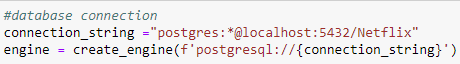 #database connection
connection_string ="postgres:*@localhost:5432/Netflix"
engine = create_engine(f'postgresql://{connection_string}')